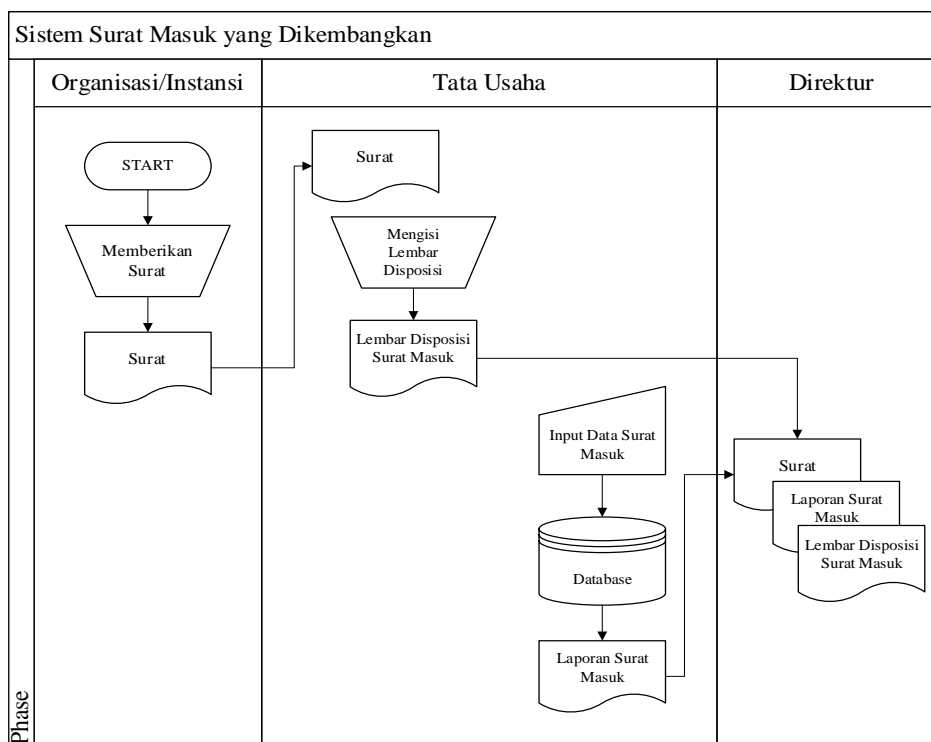 Sistem Surat Masuk yang Dikembangkan
Organisasi/Instansi
Tata Usaha
Direktur
Phase
START
Memberikan
Surat
Surat
Surat
Mengisi
Lembar
Disposisi
Lembar Disposisi
Surat Masuk
Input Data Surat
Masuk
Database
Laporan Surat
Masuk
Surat
Laporan Surat
Masuk
Lembar Disposisi
Surat Masuk